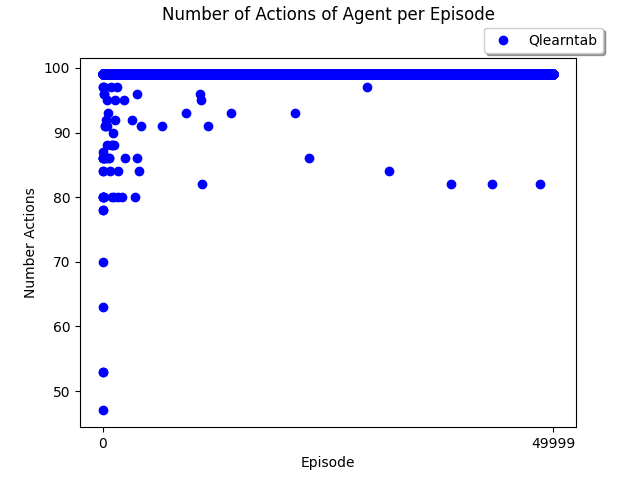 Number of Actions of Agent per Episode
Qlearntab
100
90
80
70
60
50
Number Actions
0
49999
Episode